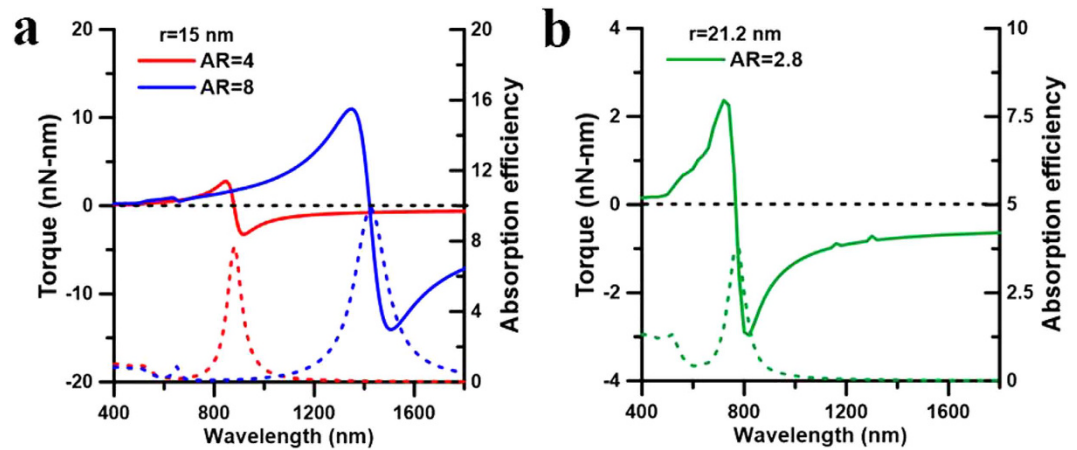 a
r=15 nm
AR=4
AR=8
Torque (nN-nm)
20
10
0
-10
-20
Absorption efficiency
20
16
12
8
4
0
400
800
1200
1600
Wavelength (nm)
b
r=21.2 nm
AR=2.8
Torque (nN-nm)
4
2
0
-2
-4
Absorption efficiency
10
7.5
5
2.5
0
400
800
1200
1600
Wavelength (nm)